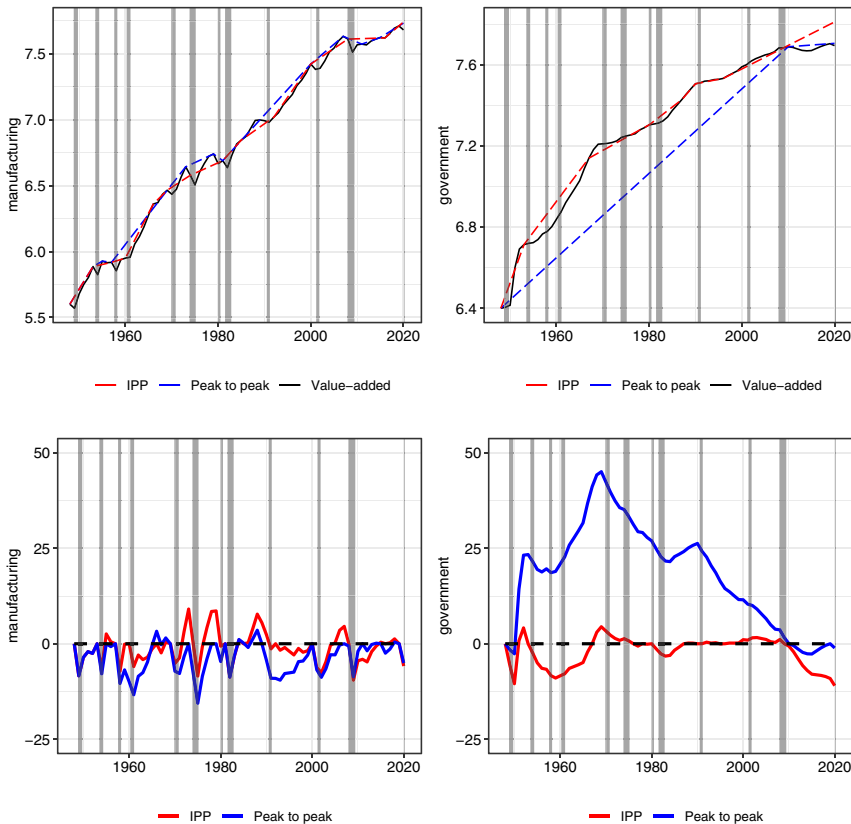 manufacturing
7.5
7.0
6.5
6.0
5.5
1960 1980 2000 2020
IPP Peak to peak Value−added
government
7.6
7.2
6.8
6.4
1960 1980 2000 2020
IPP Peak to peak Value−added
manufacturing
50
25
0
−25
1960 1980 2000 2020
IPP Peak to peak
government
50
25
0
−25
1960 1980 2000 2020
IPP Peak to peak